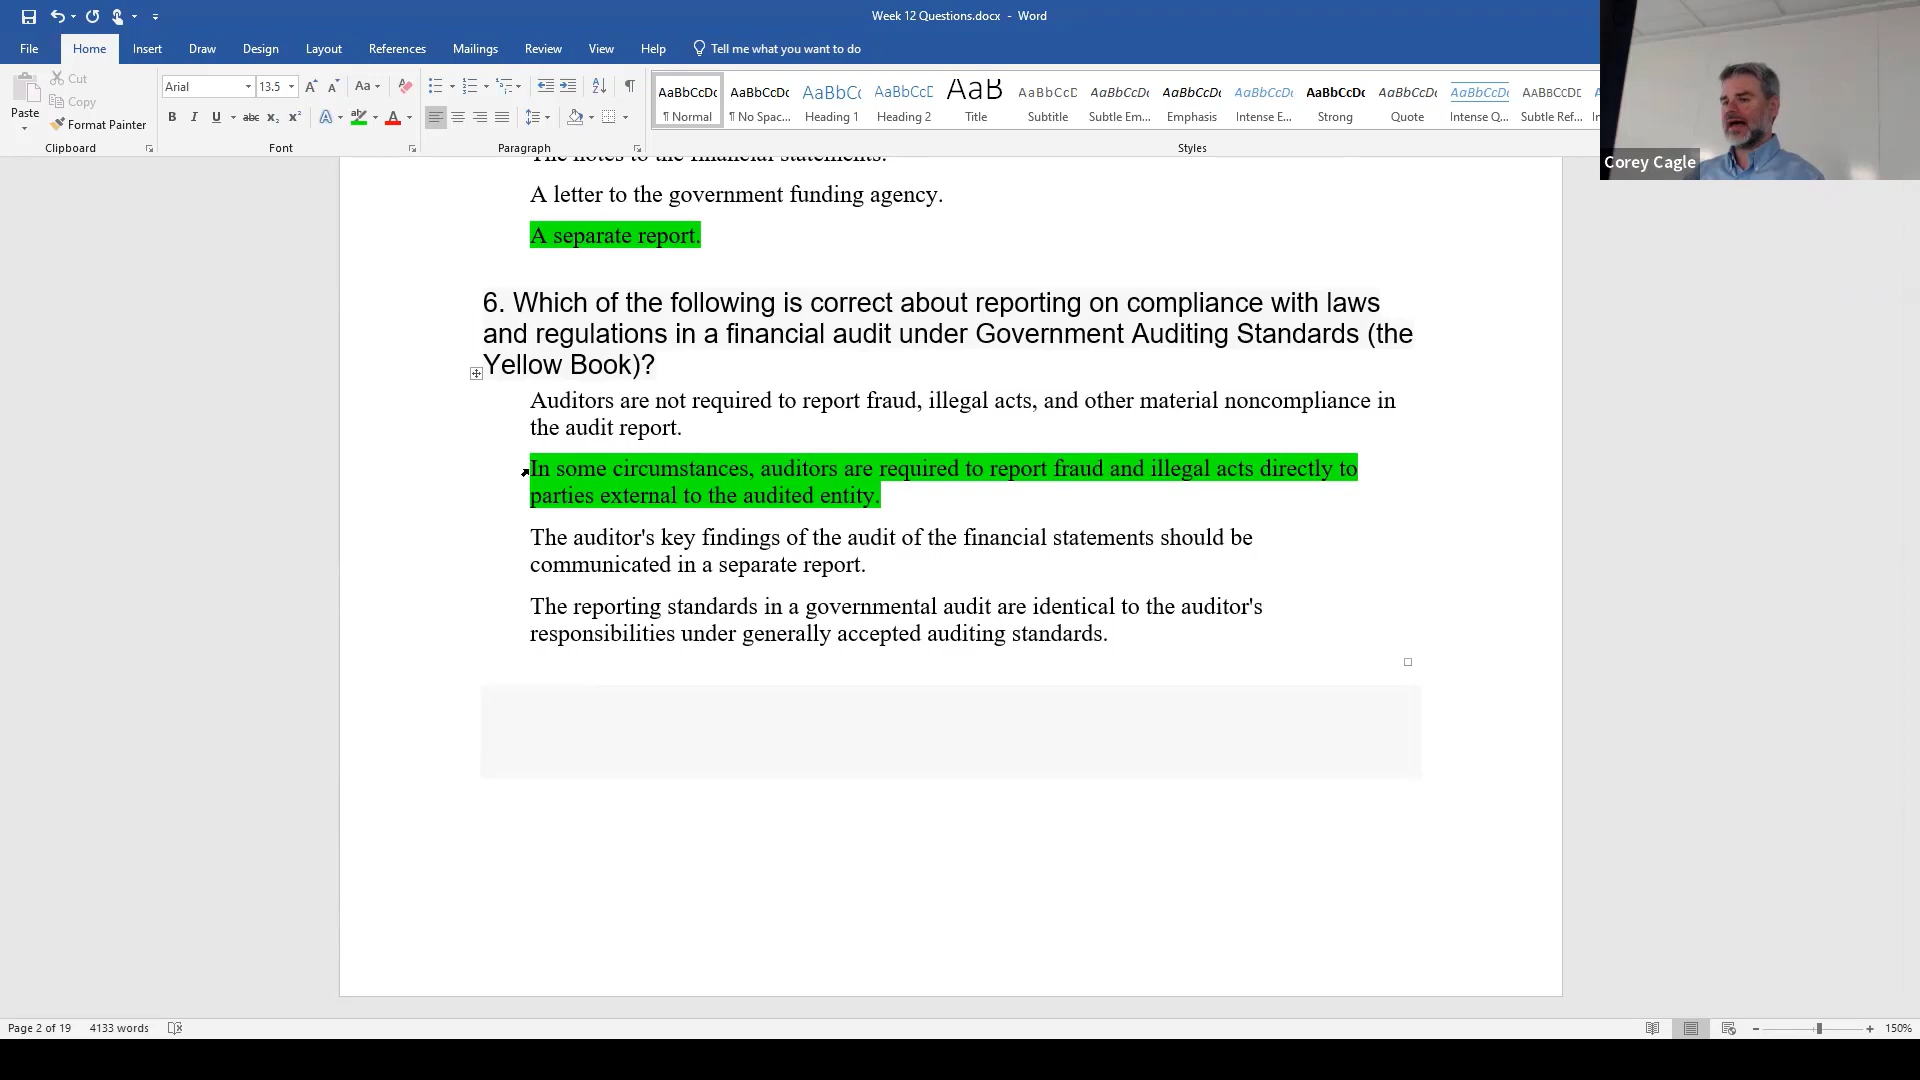 Week 12 Questions.docx - Word
File Home Insert Draw Design Layout References Mailings Review View Help Tell me what you want to do
Cut
Copy
Paste
Format Painter
Clipboard
Arial 13.5
Font
Paragraph
AaBbCcDc AaBbCcDc AaBbC( AaBbCcE AaB AaBbCcD AaBbCcDc AaBbCcDc AaBbCcDc AaBbCcDc AaBbCcDc AaBbCcDc AABBCCDE
¶ Normal ¶ No Spac... Heading 1 Heading 2 Title Subtitle Subtle Em... Emphasis Intense E... Strong Quote Intense Q... Subtle Ref...
Styles
Corey Cagle
The notes to the financial statements.
A letter to the government funding agency.
A separate report.
6. Which of the following is correct about reporting on compliance with laws
and regulations in a financial audit under Government Auditing Standards (the
Yellow Book)?
Auditors are not required to report fraud, illegal acts, and other material noncompliance in
the audit report.
In some circumstances, auditors are required to report fraud and illegal acts directly to
parties external to the audited entity.
The auditor's key findings of the audit of the financial statements should be
communicated in a separate report.
The reporting standards in a governmental audit are identical to the auditor's
responsibilities under generally accepted auditing standards.
Page 2 of 19 4133 words
150%